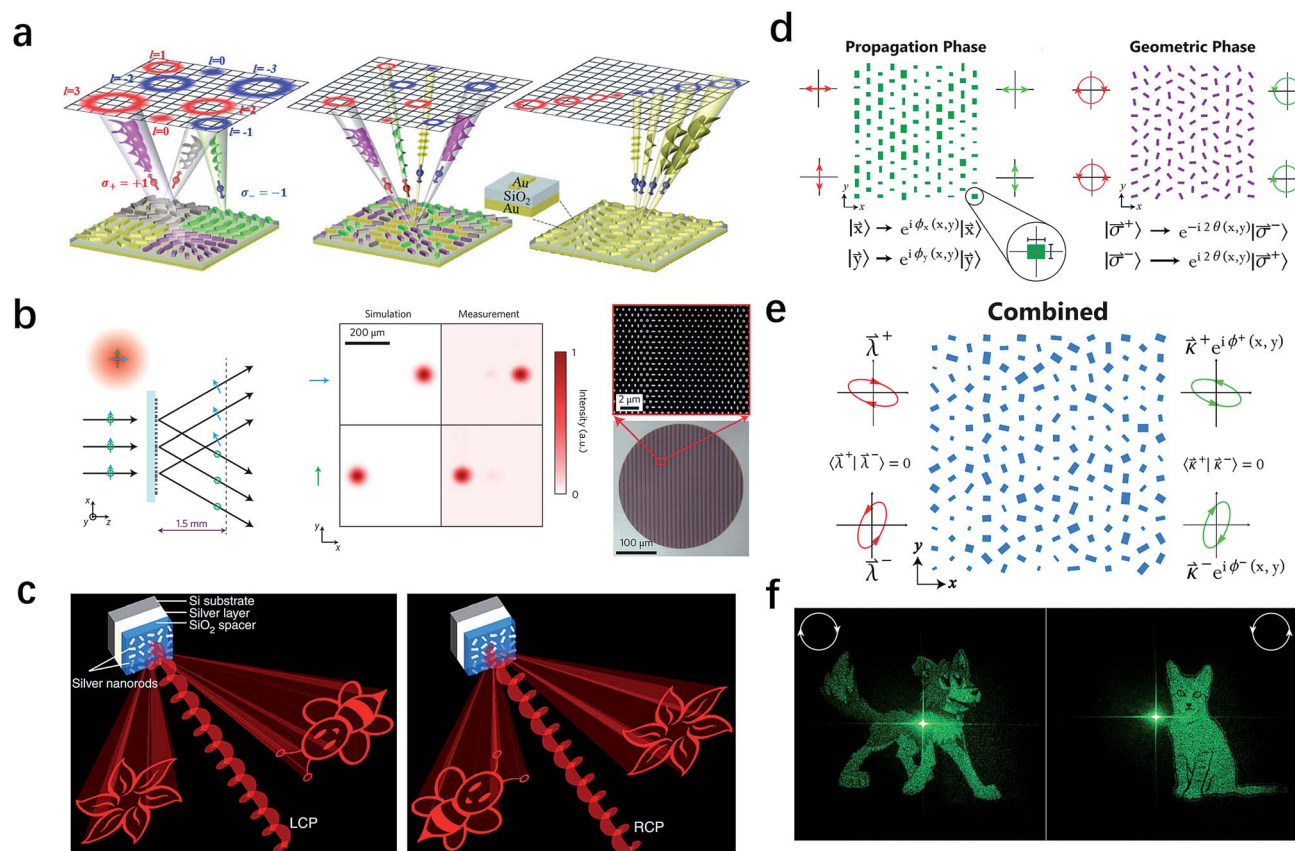 a
l=1
l=0
l=-2
l=-3
l=3
l=2
l=0
l=-1
σ₊ = +1
σ₋ = −1
Au
SiO₂
Au
b
x
y z
1.5 mm
Simulation
Measurement
200 μm
1
Intensity (a.u.)
0
y
x
2 μm
100 μm
c
Si substrate
Silver layer
SiO₂ spacer
Silver nanorods
LCP
RCP
d
Propagation Phase
Geometric Phase
y
x
y
x
|x⃗⟩ → e^{iϕₓ(x,y)}|x⃗⟩
|y⃗⟩ → e^{iϕ_y(x,y)}|y⃗⟩
|σ⃗⁺⟩ → e^{−i2θ(x,y)}|σ⃗⁻⟩
|σ⃗⁻⟩ → e^{i2θ(x,y)}|σ⃗⁺⟩
e
Combined
λ⃗⁺
κ⃗⁺e^{iϕ⁺(x, y)}
⟨λ⃗⁺|λ⃗⁻⟩ = 0
⟨κ⃗⁺|κ⃗⁻⟩ = 0
λ⃗⁻
κ⃗⁻e^{iϕ⁻(x, y)}
y
x
f